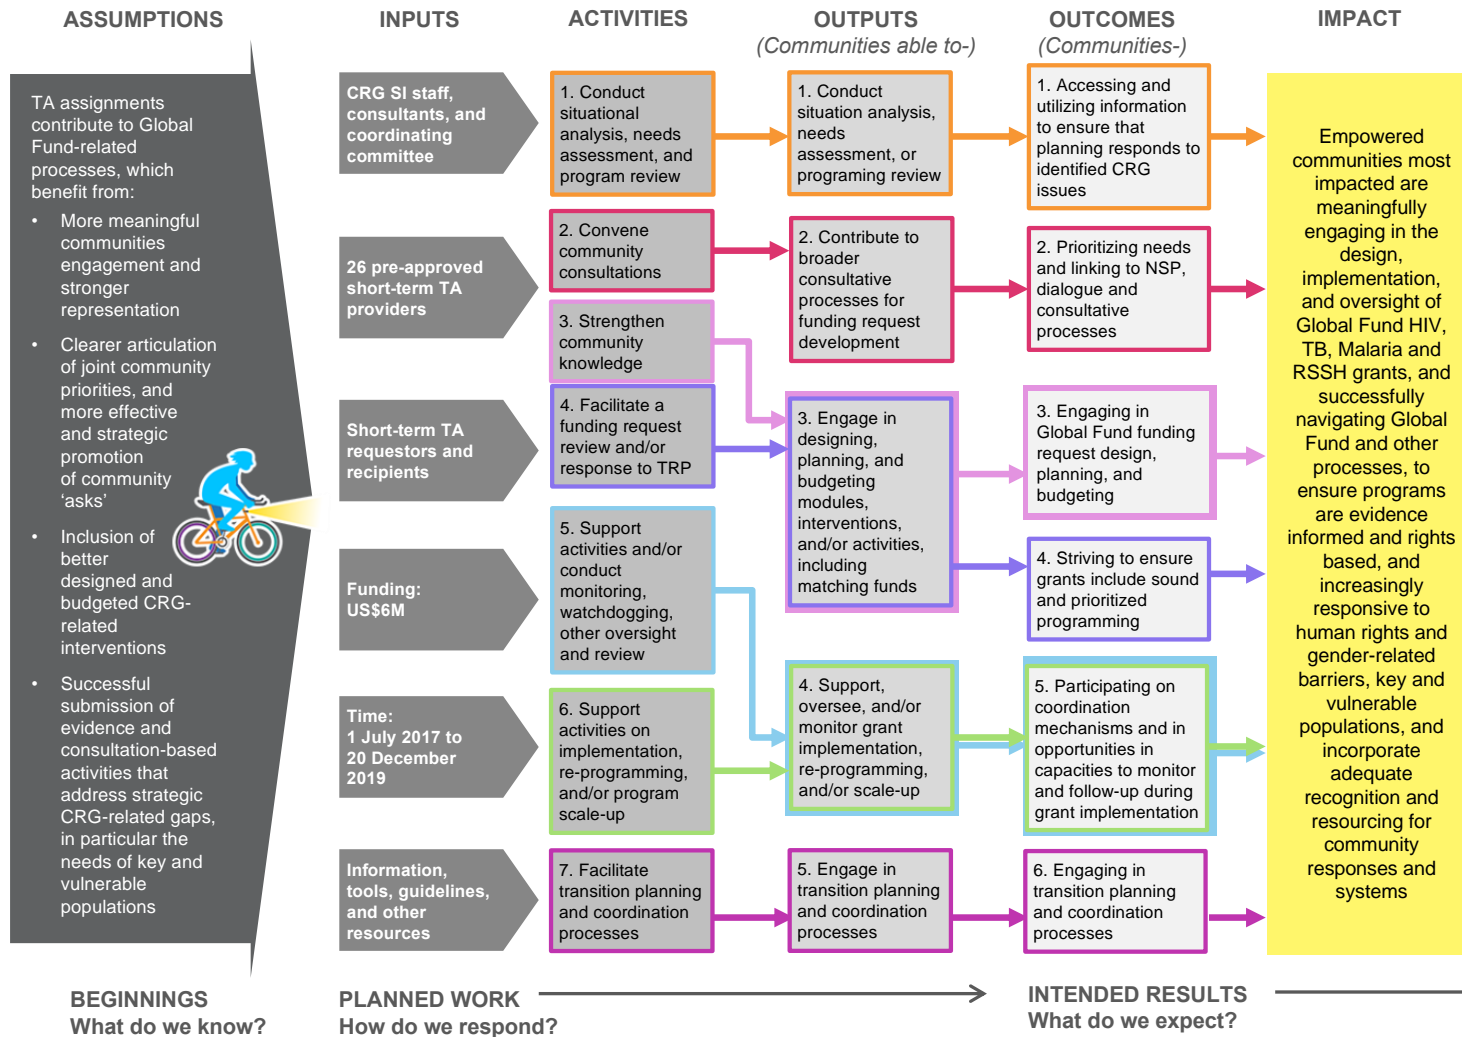 ASSUMPTIONS
TA assignments
contribute to Global
Fund-related
processes, which
benefit from:
• More meaningful
communities
engagement and
stronger
representation
• Clearer articulation
of joint community
priorities, and
more effective
and strategic
promotion
of community
‘asks’
• Inclusion of
better
designed and
budgeted CRG-
related
interventions
• Successful
submission of
evidence and
consultation-based
activities that
address strategic
CRG-related gaps,
in particular the
needs of key and
vulnerable
populations
BEGINNINGS
What do we know?
INPUTS
CRG SI staff,
consultants, and
coordinating
committee
26 pre-approved
short-term TA
providers
Short-term TA
requestors and
recipients
Funding:
US$6M
Time:
1 July 2017 to
20 December
2019
Information,
tools, guidelines,
and other
resources
PLANNED WORK
How do we respond?
ACTIVITIES
1. Conduct
situational
analysis, needs
assessment, and
program review
2. Convene
community
consultations
3. Strengthen
community
knowledge
4. Facilitate a
funding request
review and/or
response to TRP
5. Support
activities and/or
conduct
monitoring,
watchdogging,
other oversight
and review
6. Support
activities on
implementation,
re-programming,
and/or program
scale-up
7. Facilitate
transition planning
and coordination
processes
OUTPUTS
(Communities able to-)
1. Conduct
situation analysis,
needs
assessment, or
programing review
2. Contribute to
broader
consultative
processes for
funding request
development
3. Engage in
designing,
planning, and
budgeting
modules,
interventions,
and/or activities,
including
matching funds
4. Support,
oversee, and/or
monitor grant
implementation,
re-programming,
and/or scale-up
5. Engage in
transition planning
and coordination
processes
OUTCOMES
(Communities-)
1. Accessing and
utilizing information
to ensure that
planning responds to
identified CRG
issues
2. Prioritizing needs
and linking to NSP,
dialogue and
consultative
processes
3. Engaging in
Global Fund funding
request design,
planning, and
budgeting
4. Striving to ensure
grants include sound
and prioritized
programming
5. Participating on
coordination
mechanisms and in
opportunities in
capacities to monitor
and follow-up during
grant implementation
6. Engaging in
transition planning
and coordination
processes
INTENDED RESULTS
What do we expect?
IMPACT
Empowered
communities most
impacted are
meaningfully
engaging in the
design,
implementation,
and oversight of
Global Fund HIV,
TB, Malaria and
RSSH grants, and
successfully
navigating Global
Fund and other
processes, to
ensure programs
are evidence
informed and rights
based, and
increasingly
responsive to
human rights and
gender-related
barriers, key and
vulnerable
populations, and
incorporate
adequate
recognition and
resourcing for
community
responses and
systems